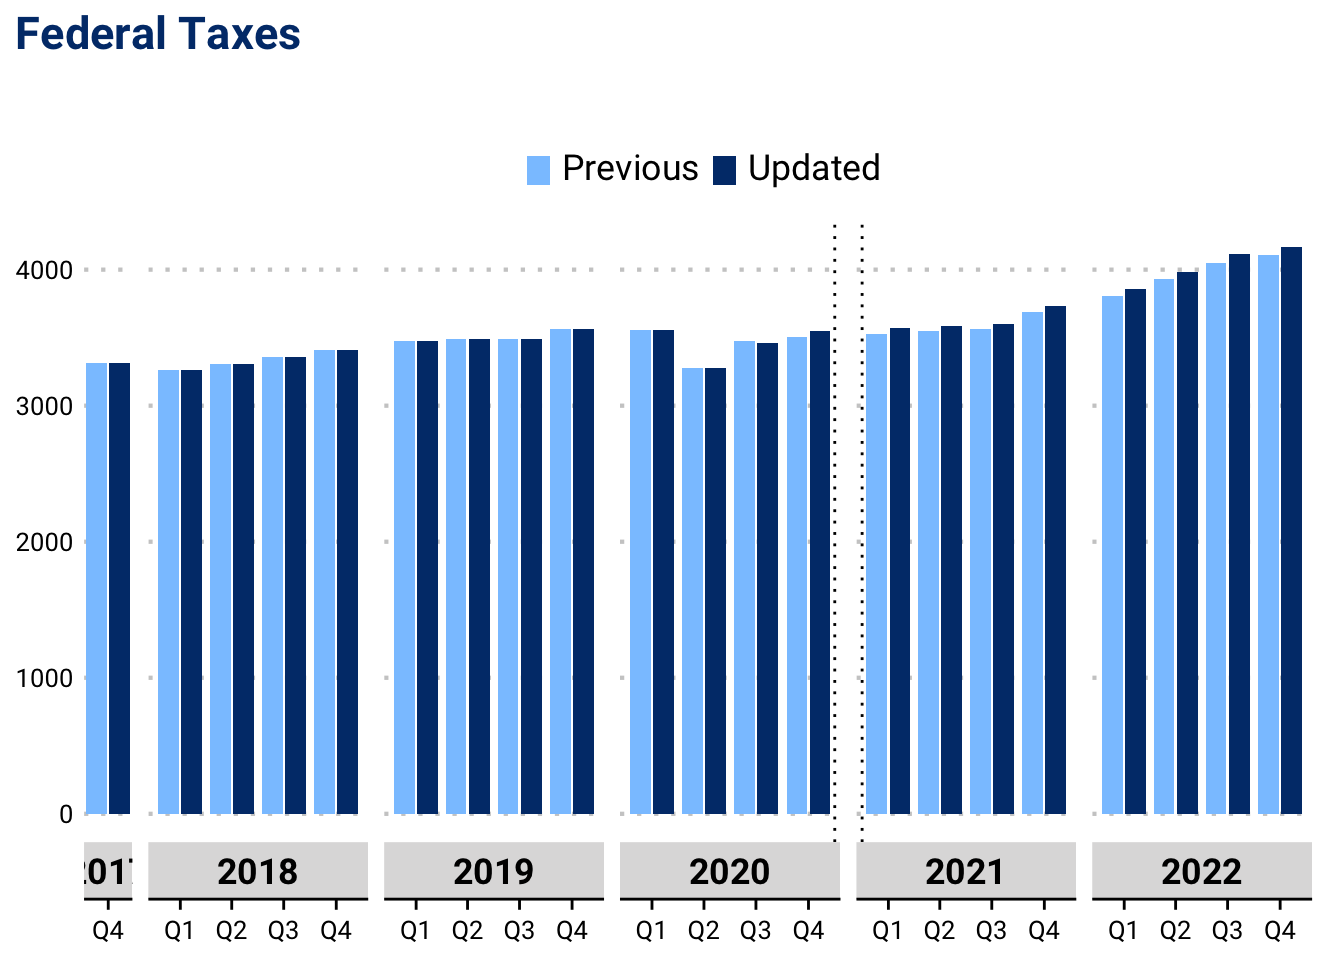 Federal Taxes
Previous Updated
4000
3000
2000
1000
0
2017 2018 2019 2020 2021 2022
Q4 Q1 Q2 Q3 Q4 Q1 Q2 Q3 Q4 Q1 Q2 Q3 Q4 Q1 Q2 Q3 Q4 Q1 Q2 Q3 Q4